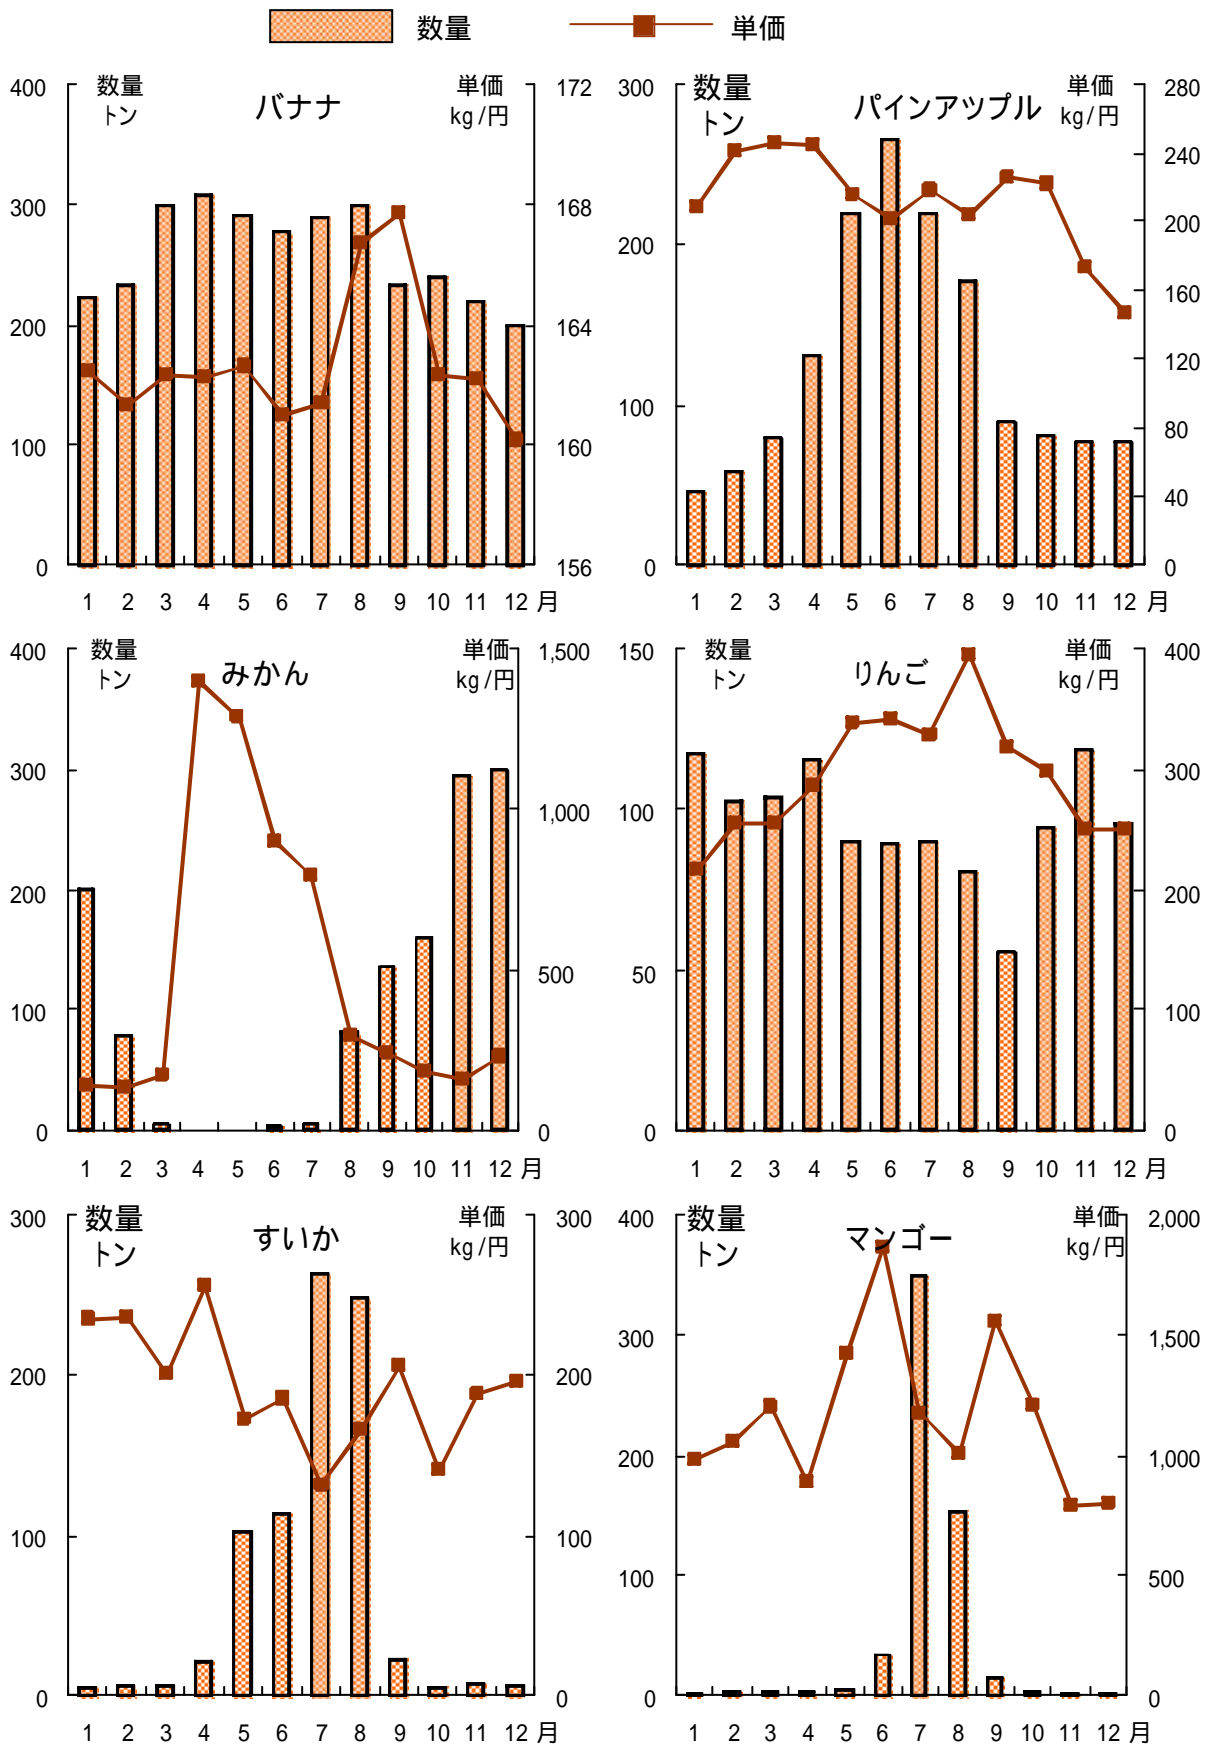 数量 単価
400 数量 単価 172
トン バナナ kg/円
300 168
200 164
100 160
0 156
1 2 3 4 5 6 7 8 9 10 11 12 月
300 数量 単価 280
トン パインアップル kg/円
240
200 200
160
120
100 80
40
0 0
1 2 3 4 5 6 7 8 9 10 11 12 月
400 数量 単価 1,500
トン みかん kg/円
300 1,000
200
500
100
0 0
1 2 3 4 5 6 7 8 9 10 11 12 月
150 数量 単価 400
トン りんご kg/円
300
100
200
50
100
0 0
1 2 3 4 5 6 7 8 9 10 11 12 月
300 数量 単価 300
トン すいか kg/円
200 200
100 100
0 0
1 2 3 4 5 6 7 8 9 10 11 12 月
400 数量 単価 2,000
トン マンゴー kg/円
300 1,500
200 1,000
100 500
0 0
1 2 3 4 5 6 7 8 9 10 11 12 月